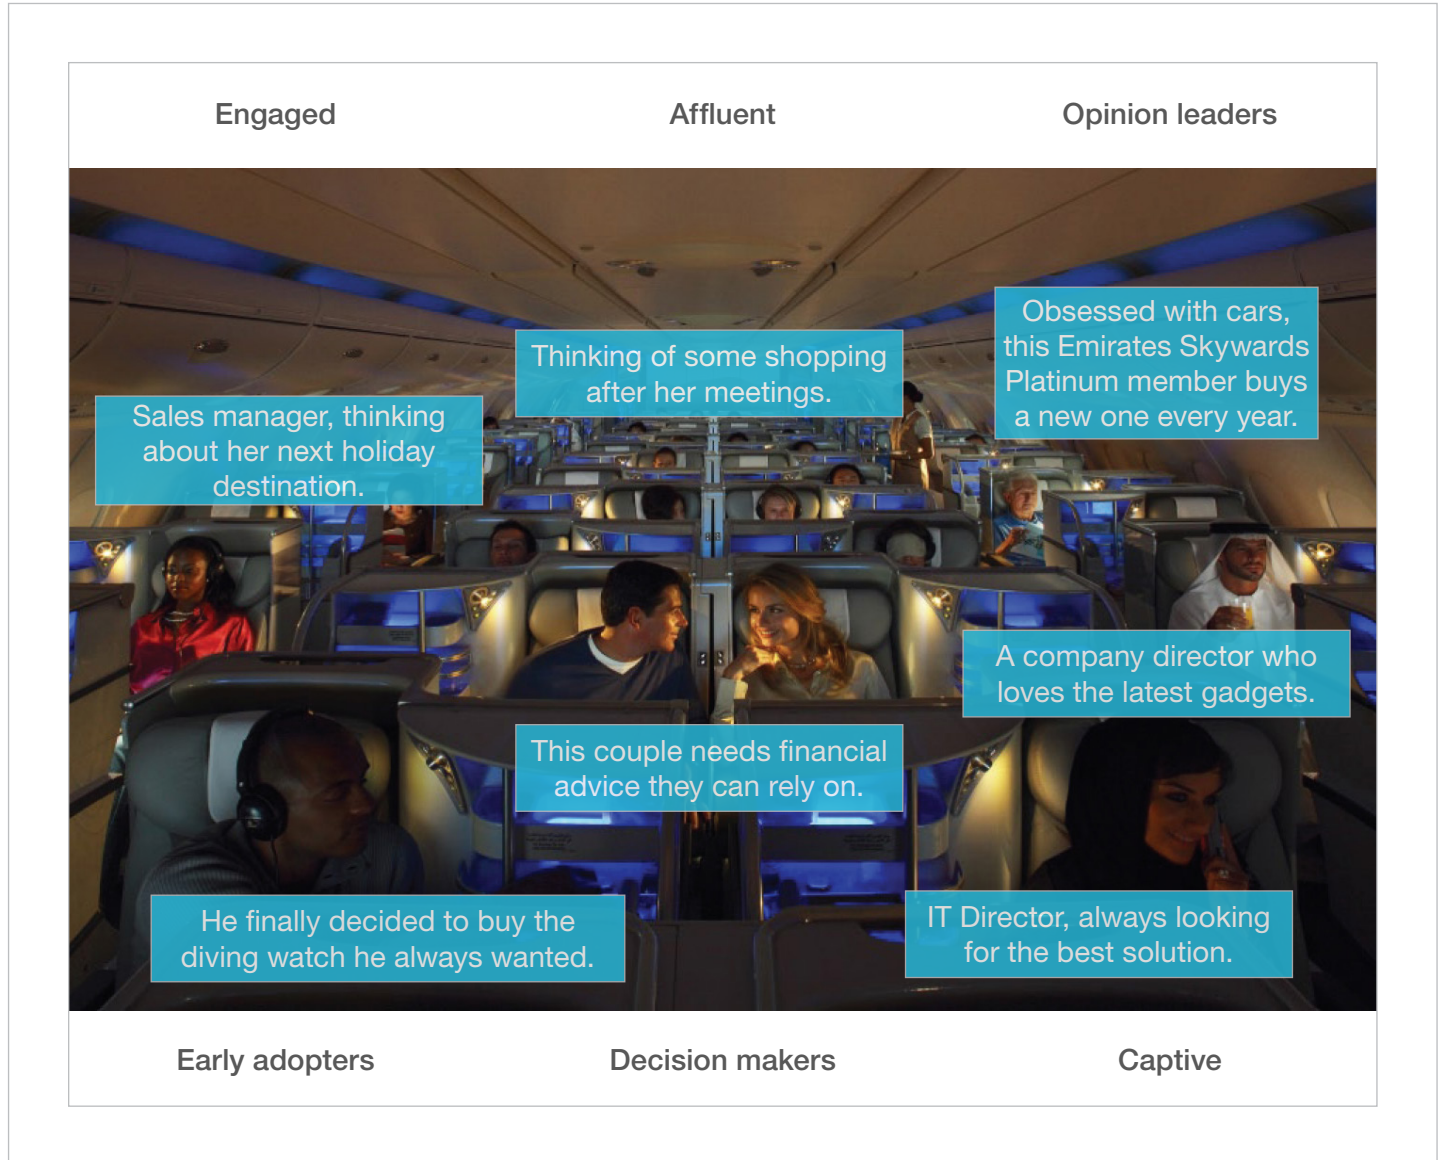 Engaged
Affluent
Opinion leaders
Thinking of some shopping
after her meetings.
Obsessed with cars,
this Emirates Skywards
Platinum member buys
a new one every year.
Sales manager, thinking
about her next holiday
destination.
A company director who
loves the latest gadgets.
This couple needs financial
advice they can rely on.
He finally decided to buy the
diving watch he always wanted.
IT Director, always looking
for the best solution.
Early adopters
Decision makers
Captive